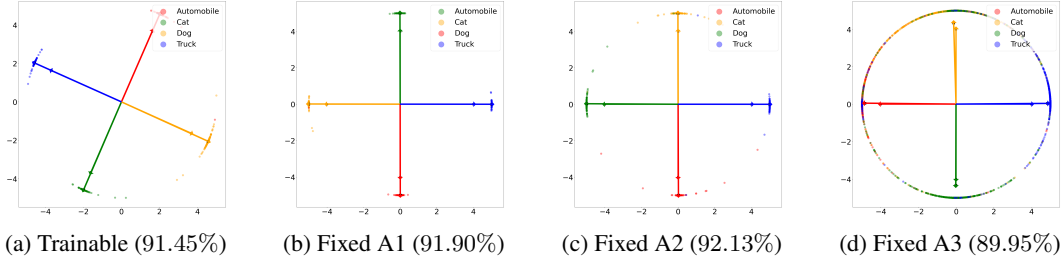 Automobile
Cat
Dog
Truck
4
2
0
−2
−4
−4 −2 0 2 4
(a) Trainable (91.45%)
Automobile
Cat
Dog
Truck
4
2
0
−2
−4
−4 −2 0 2 4
(b) Fixed A1 (91.90%)
Automobile
Cat
Dog
Truck
4
2
0
−2
−4
−4 −2 0 2 4
(c) Fixed A2 (92.13%)
Automobile
Cat
Dog
Truck
4
2
0
−2
−4
−4 −2 0 2 4
(d) Fixed A3 (89.95%)